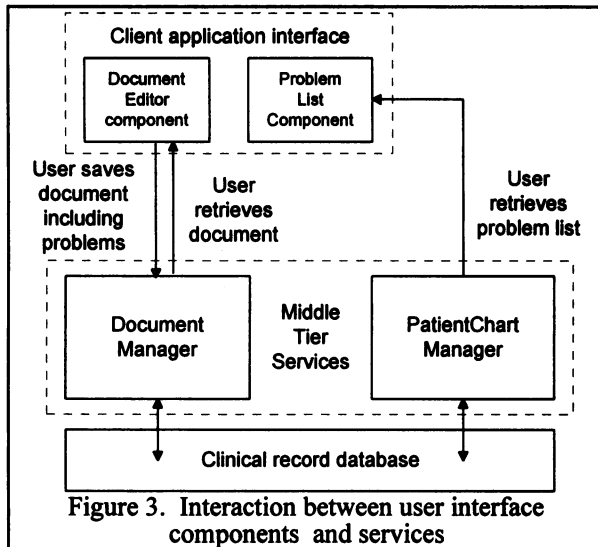 Client application interface
Document
Editor
component
Problem
List
Component
User saves
document
including
problems
User
retrieves
document
User
retrieves
problem list
Document
Manager
Middle
Tier
Services
PatientChart
Manager
Clinical record database
Figure 3. Interaction between user interface
components and services